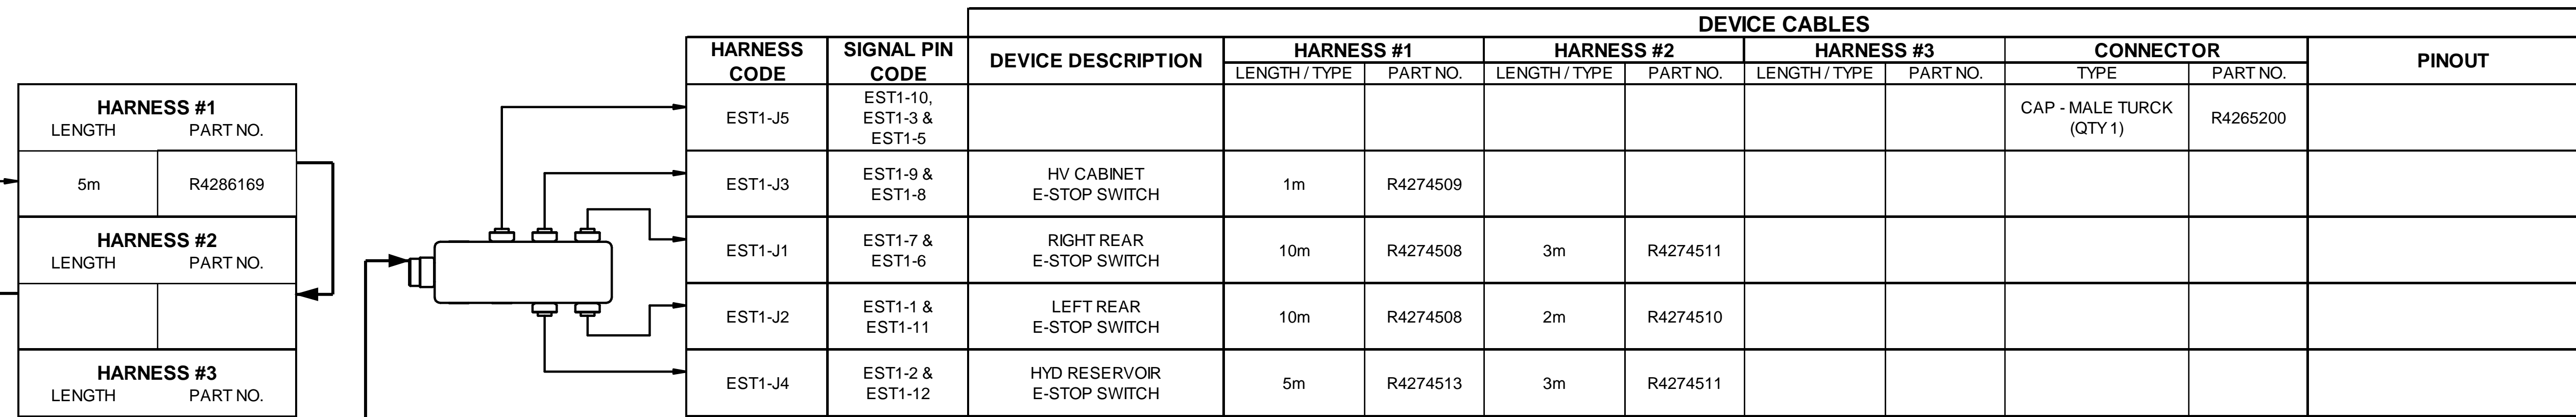 DEVICE CABLES
HARNESS CODE SIGNAL PIN CODE DEVICE DESCRIPTION HARNESS #1 HARNESS #2 HARNESS #3 CONNECTOR PINOUT
LENGTH / TYPE PART NO. LENGTH / TYPE PART NO. LENGTH / TYPE PART NO. TYPE PART NO.
HARNESS #1
LENGTH PART NO.
5m R4286169
HARNESS #2
LENGTH PART NO.
HARNESS #3
LENGTH PART NO.
EST1-J5 EST1-10, EST1-3 & EST1-5 CAP - MALE TURCK (QTY 1) R4265200
EST1-J3 EST1-9 & EST1-8 HV CABINET E-STOP SWITCH 1m R4274509
EST1-J1 EST1-7 & EST1-6 RIGHT REAR E-STOP SWITCH 10m R4274508 3m R4274511
EST1-J2 EST1-1 & EST1-11 LEFT REAR E-STOP SWITCH 10m R4274508 2m R4274510
EST1-J4 EST1-2 & EST1-12 HYD RESERVOIR E-STOP SWITCH 5m R4274513 3m R4274511